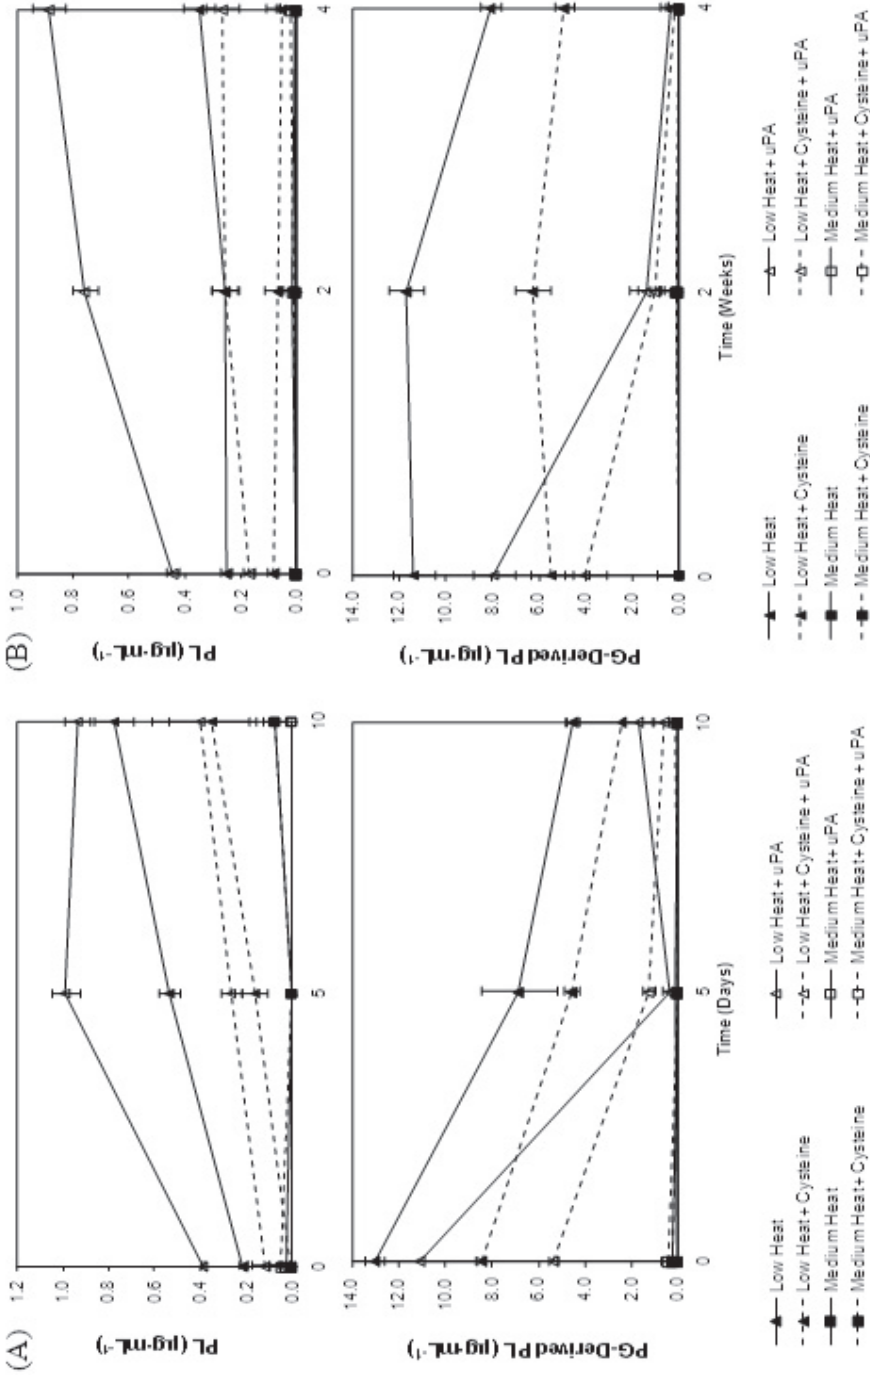 (A)
PL (µg·mL⁻¹)
1.2
1.0
0.8
0.6
0.4
0.2
0.0
0
5
10
PG-Derived PL (µg·mL⁻¹)
14.0
12.0
10.0
8.0
6.0
4.0
2.0
0.0
0
5
10
Time (Days)
Low Heat
Low Heat + uPA
Low Heat + Cysteine
Low Heat + Cysteine + uPA
Medium Heat
Medium Heat + uPA
Medium Heat + Cysteine
Medium Heat + Cysteine + uPA
(B)
PL (µg·mL⁻¹)
1.0
0.8
0.6
0.4
0.2
0.0
0
2
4
PG-Derived PL (µg·mL⁻¹)
14.0
12.0
10.0
8.0
6.0
4.0
2.0
0.0
0
2
4
Time (Weeks)
Low Heat
Low Heat + uPA
Low Heat + Cysteine
Low Heat + Cysteine + uPA
Medium Heat
Medium Heat + uPA
Medium Heat + Cysteine
Medium Heat + Cysteine + uPA